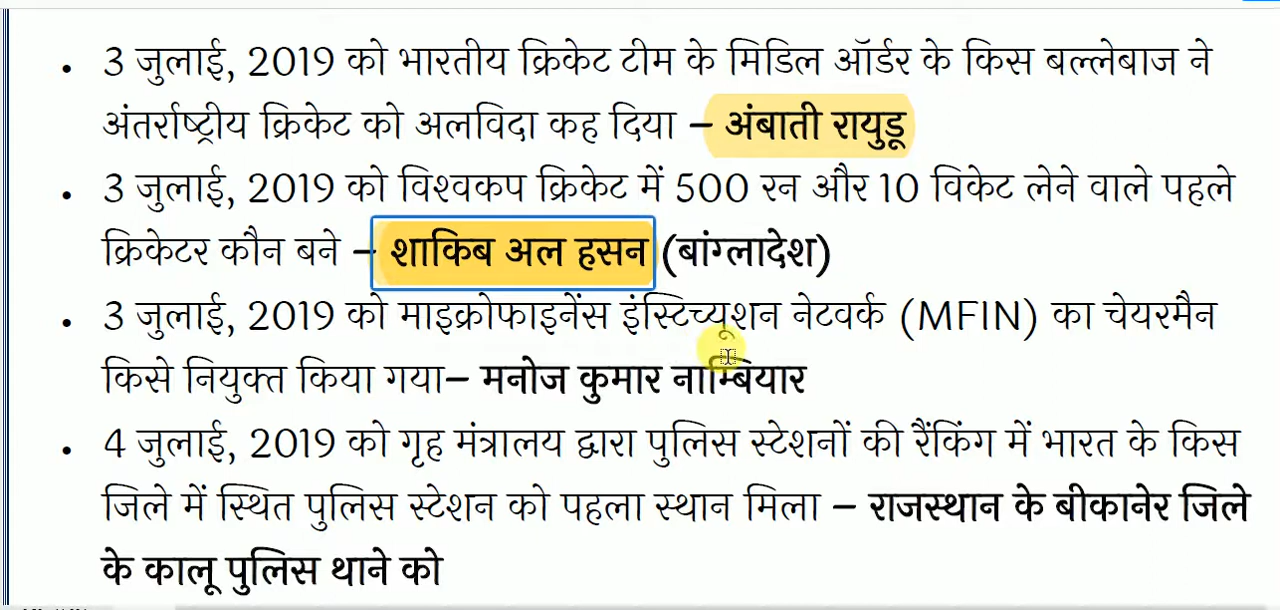 • 3 जुलाई, 2019 को भारतीय क्रिकेट टीम के मिडिल ऑर्डर के किस बल्लेबाज ने
अंतर्राष्ट्रीय क्रिकेट को अलविदा कह दिया – अंबाती रायुडू
• 3 जुलाई, 2019 को विश्वकप क्रिकेट में 500 रन और 10 विकेट लेने वाले पहले
क्रिकेटर कौन बने – शाकिब अल हसन (बांग्लादेश)
• 3 जुलाई, 2019 को माइक्रोफाइनेंस इंस्टिच्यूशन नेटवर्क (MFIN) का चेयरमैन
किसे नियुक्त किया गया– मनोज कुमार नाम्बियार
• 4 जुलाई, 2019 को गृह मंत्रालय द्वारा पुलिस स्टेशनों की रैंकिंग में भारत के किस
जिले में स्थित पुलिस स्टेशन को पहला स्थान मिला – राजस्थान के बीकानेर जिले
के कालू पुलिस थाने को